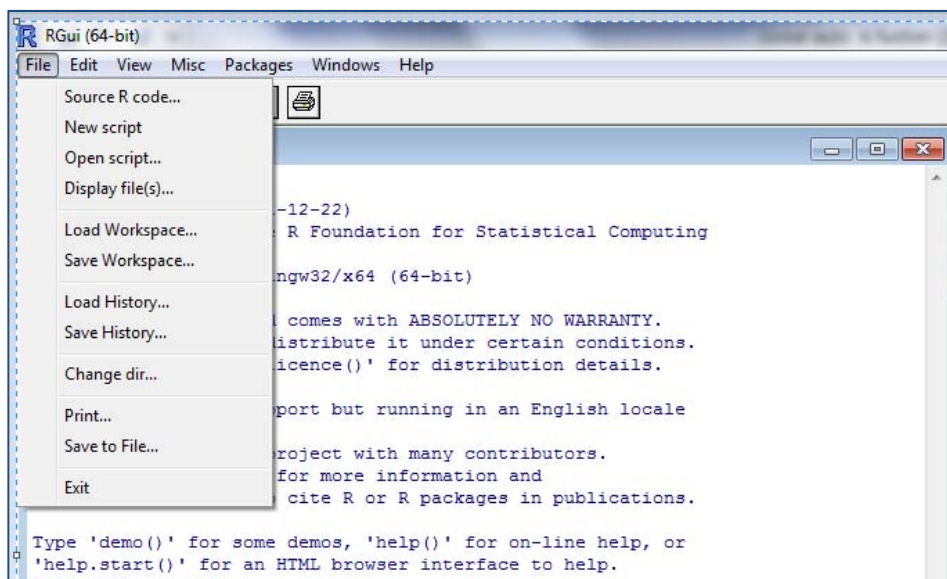 RGui (64-bit)
File Edit View Misc Packages Windows Help
Source R code...
New script
Open script...
Display file(s)...
Load Workspace...
Save Workspace...
Load History...
Save History...
Change dir...
Print...
Save to File...
Exit
-12-22)
R Foundation for Statistical Computing
ngw32/x64 (64-bit)
comes with ABSOLUTELY NO WARRANTY.
distribute it under certain conditions.
icence()' for distribution details.
port but running in an English locale
project with many contributors.
for more information and
cite R or R packages in publications.
Type 'demo()' for some demos, 'help()' for on-line help, or
'help.start()' for an HTML browser interface to help.